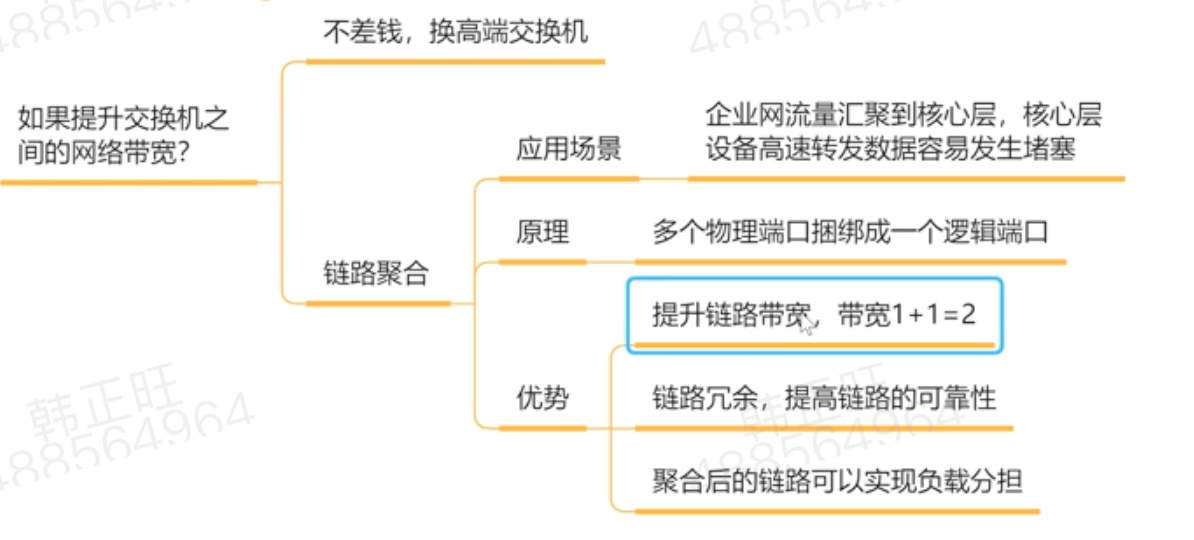 不差钱，换高端交换机
如果提升交换机之
间的网络带宽？
企业网流量汇聚到核心层，核心层
设备高速转发数据容易发生堵塞
应用场景
原理
多个物理端口捆绑成一个逻辑端口
链路聚合
提升链路带宽，带宽1+1=2
优势
链路冗余，提高链路的可靠性
聚合后的链路可以实现负载分担
488564964
488564964
韩正旺
488564964
韩正旺
488564964